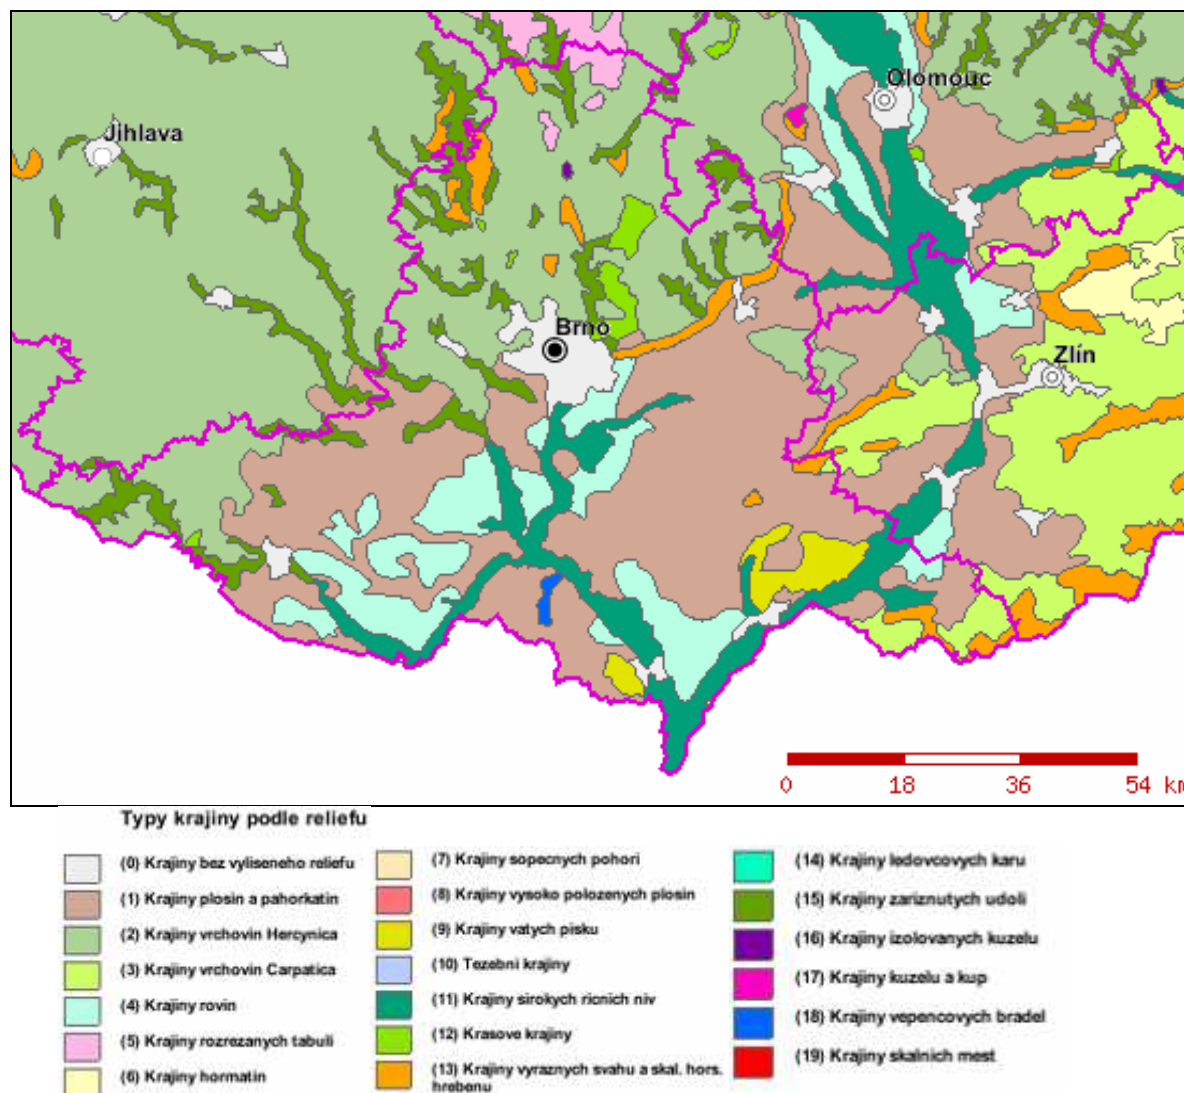 Olomouc
Jihlava
Brno
Zlín
0 18 36 54 km
Typy krajiny podle reliefu
(0) Krajiny bez vyliseneho reliefu
(1) Krajiny plosin a pahorkatin
(2) Krajiny vrchovin Hercynica
(3) Krajiny vrchovin Carpatica
(4) Krajiny rovin
(5) Krajiny rozrezanych tabuli
(6) Krajiny hormatin
(7) Krajiny sopecnych pohori
(8) Krajiny vysoko polozenych plosin
(9) Krajiny vatych pisku
(10) Tezebni krajiny
(11) Krajiny sirokych ricnich niv
(12) Krasove krajiny
(13) Krajiny vyraznych svahu a skal. hors.
hrebenu
(14) Krajiny ledovcovych karu
(15) Krajiny zariznutych udoli
(16) Krajiny izolovanych kuzelu
(17) Krajiny kuzelu a kup
(18) Krajiny vepencovych bradel
(19) Krajiny skalnich mest